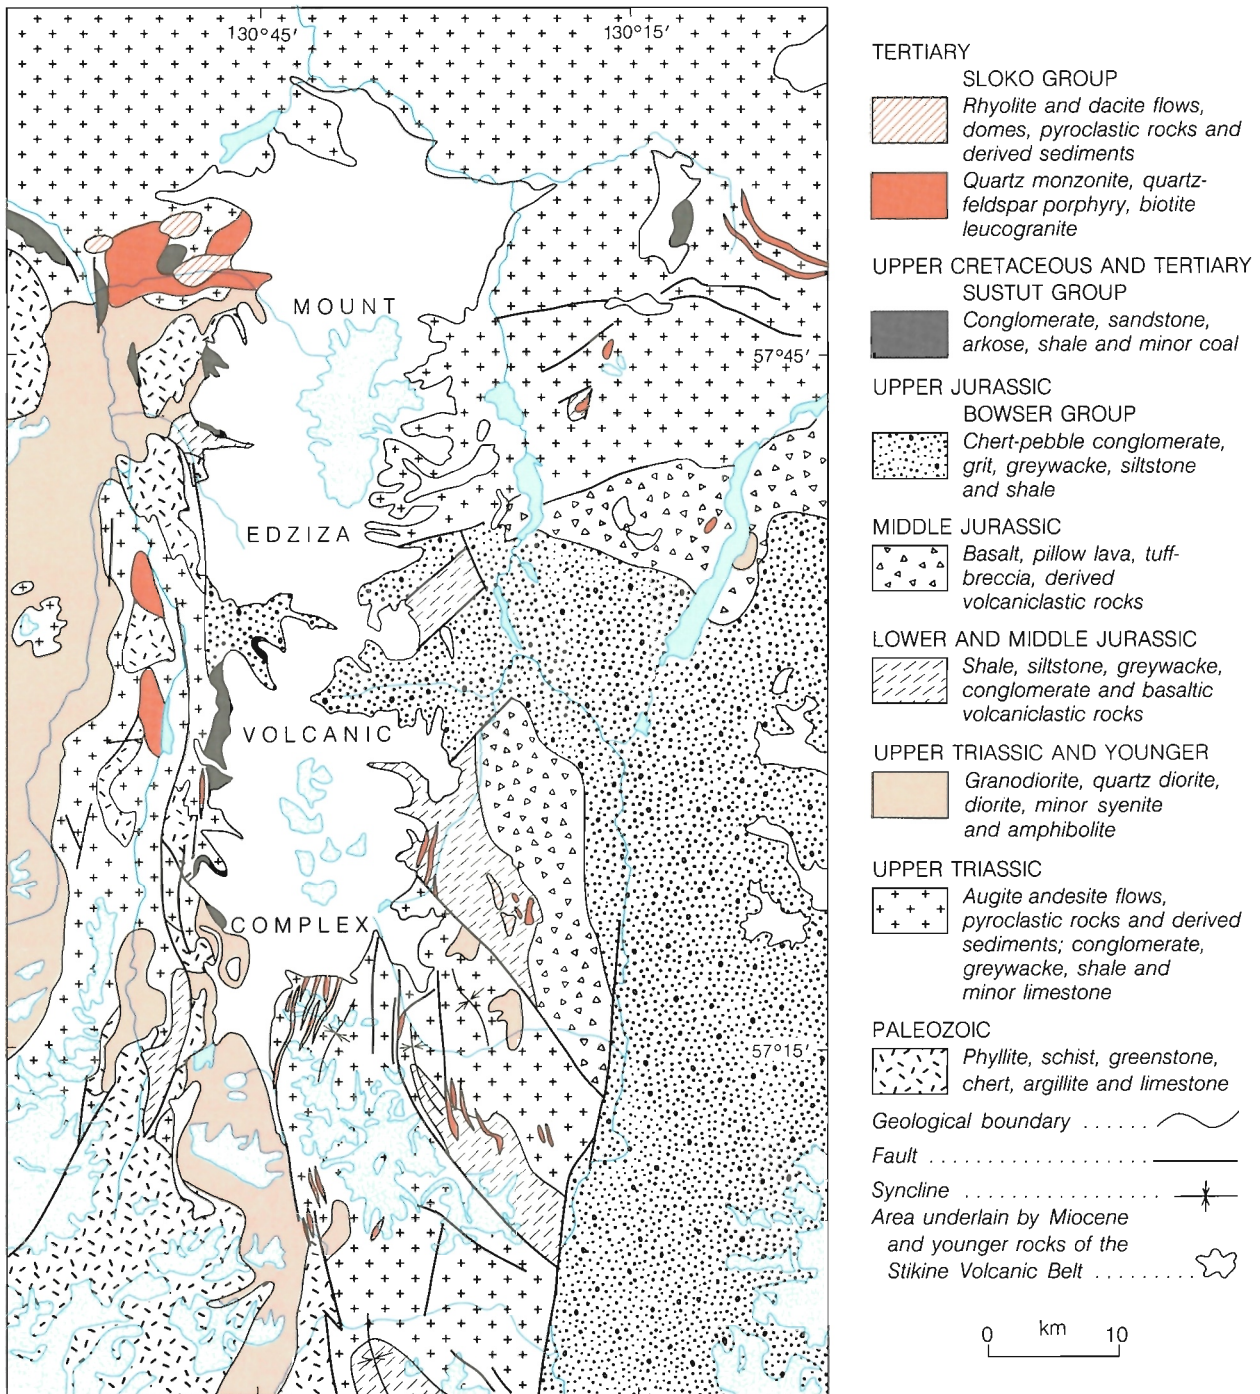 130°45′
130°15′
MOUNT
57°45′
EDZIZA
VOLCANIC
COMPLEX
57°15′
TERTIARY
SLOKO GROUP
Rhyolite and dacite flows,
domes, pyroclastic rocks and
derived sediments
Quartz monzonite, quartz-
feldspar porphyry, biotite
leucogranite
UPPER CRETACEOUS AND TERTIARY
SUSTUT GROUP
Conglomerate, sandstone,
arkose, shale and minor coal
UPPER JURASSIC
BOWSER GROUP
Chert-pebble conglomerate,
grit, greywacke, siltstone
and shale
MIDDLE JURASSIC
Basalt, pillow lava, tuff-
breccia, derived
volcaniclastic rocks
LOWER AND MIDDLE JURASSIC
Shale, siltstone, greywacke,
conglomerate and basaltic
volcaniclastic rocks
UPPER TRIASSIC AND YOUNGER
Granodiorite, quartz diorite,
diorite, minor syenite
and amphibolite
UPPER TRIASSIC
Augite andesite flows,
pyroclastic rocks and derived
sediments; conglomerate,
greywacke, shale and
minor limestone
PALEOZOIC
Phyllite, schist, greenstone,
chert, argillite and limestone
Geological boundary ......
Fault ......................
Syncline ...................
Area underlain by Miocene
and younger rocks of the
Stikine Volcanic Belt .........
0 km 10